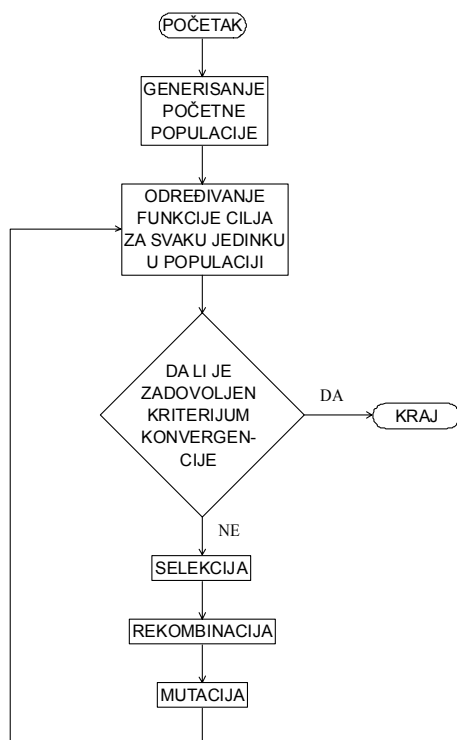 POČETAK
GENERISANJE
POČETNE
POPULACIJE
ODREĐIVANJE
FUNKCIJE CILJA
ZA SVAKU JEDINKU
U POPULACIJI
DA LI JE
ZADOVOLJEN
KRITERIJUM
KONVERGEN-
CIJE
DA
KRAJ
NE
SELEKCIJA
REKOMBINACIJA
MUTACIJA